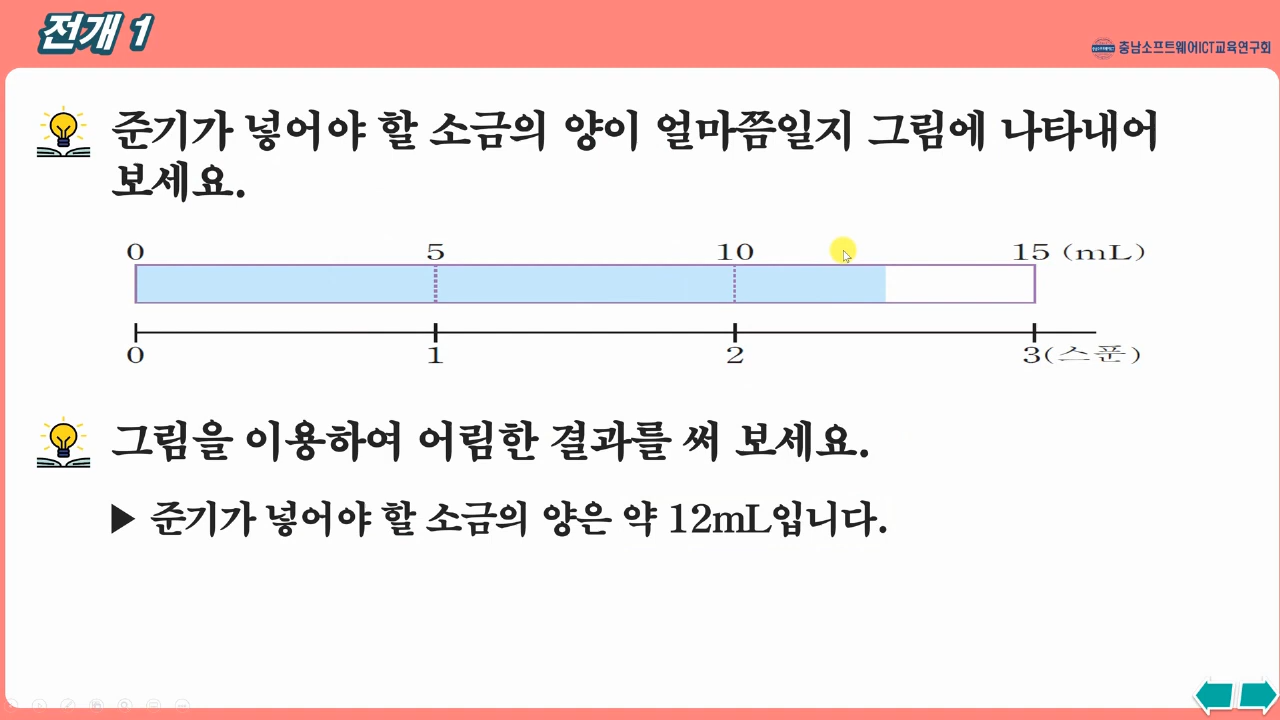 전개 1
충남소프트웨어ICT교육연구회
준기가 넣어야 할 소금의 양이 얼마쯤일지 그림에 나타내어
보세요.
0 5 10 15 (mL)
0 1 2 3(스푼)
그림을 이용하여 어림한 결과를 써 보세요.
▶ 준기가 넣어야 할 소금의 양은 약 12mL입니다.